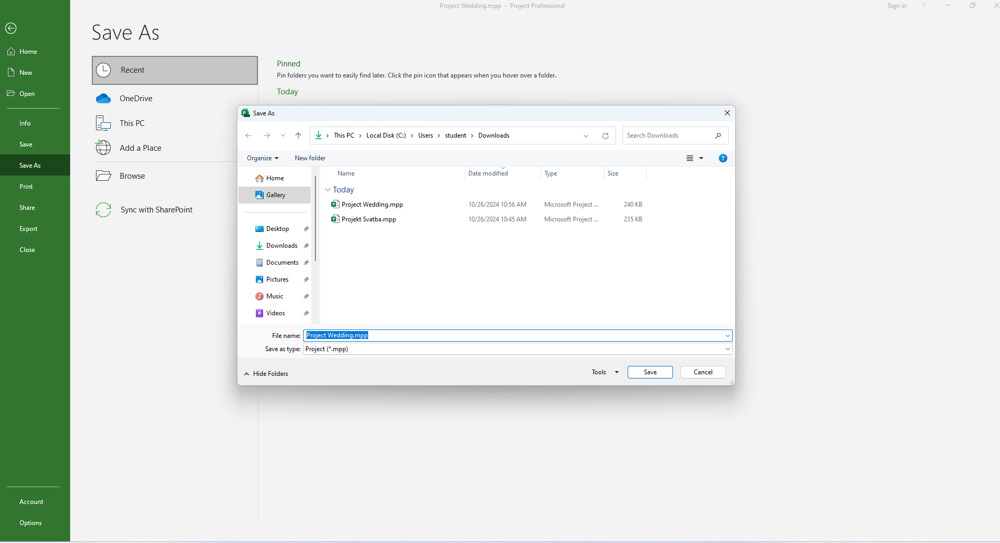 Project Wedding.mpp - Project Professional
Sign in
?
Save As
Home
New
Open
Info
Save
Save As
Print
Share
Export
Close
Account
Options
Recent
OneDrive
This PC
Add a Place
Browse
Sync with SharePoint
Pinned
Pin folders you want to easily find later. Click the pin icon that appears when you hover over a folder.
Today
Save As
This PC > Local Disk (C:) > Users > student > Downloads
Search Downloads
Organize
New folder
?
Home
Gallery
Desktop
Downloads
Documents
Pictures
Music
Videos
Name Date modified Type Size
Today
Project Wedding.mpp 10/26/2024 10:56 AM Microsoft Project ... 240 KB
Projekt Svatba.mpp 10/26/2024 10:45 AM Microsoft Project ... 235 KB
File name: Project Wedding.mpp
Save as type: Project (*.mpp)
Hide Folders
Tools
Save
Cancel